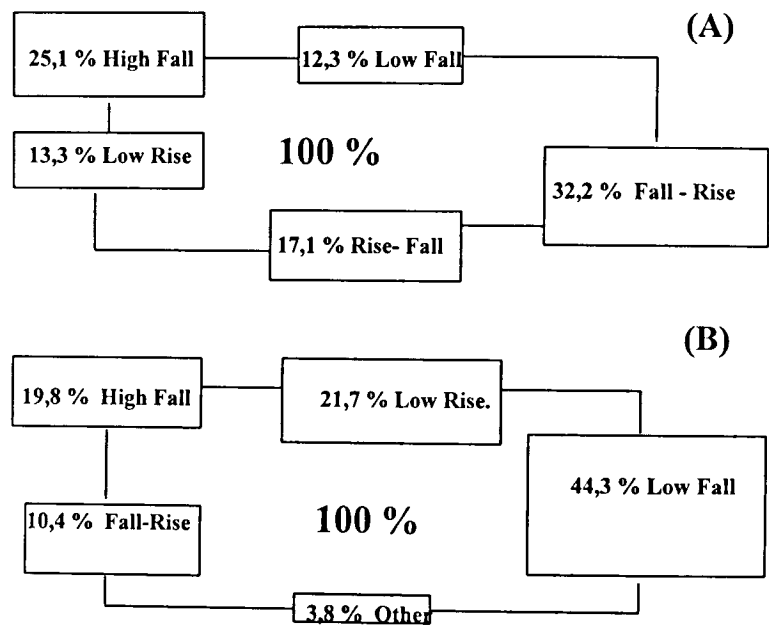 (A)
25,1 % High Fall
12,3 % Low Fall
13,3 % Low Rise
100 %
32,2 % Fall - Rise
17,1 % Rise- Fall
(B)
19,8 % High Fall
21,7 % Low Rise.
44,3 % Low Fall
10,4 % Fall-Rise
100 %
3,8 % Other